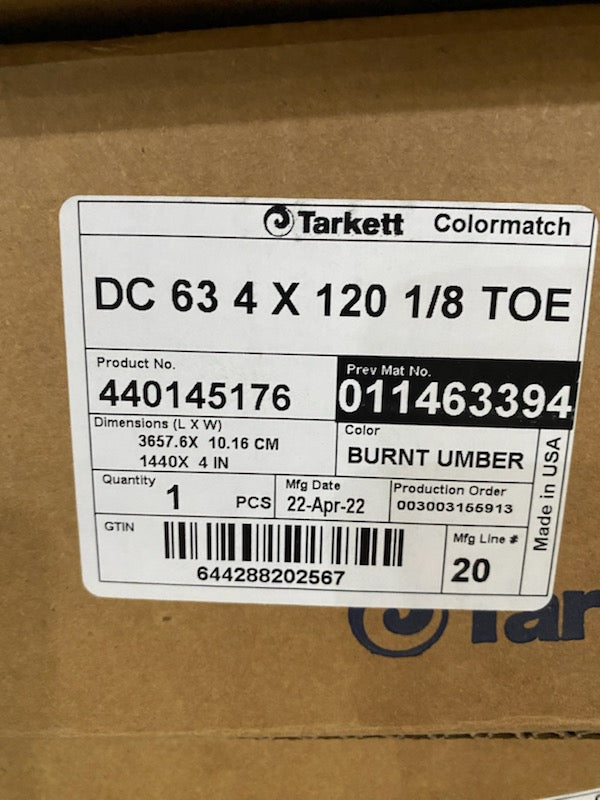 Tarkett Colormatch
DC 63 4 X 120 1/8 TOE
Product No.
440145176
Prev Mat No.
011463394
Dimensions (L X W)
3657.6X 10.16 CM
1440X 4 IN
Color
BURNT UMBER
Quantity
1 PCS
Mfg Date
22-Apr-22
Production Order
003003155913
Made in USA
GTIN
644288202567
Mfg Line #
20
Tar